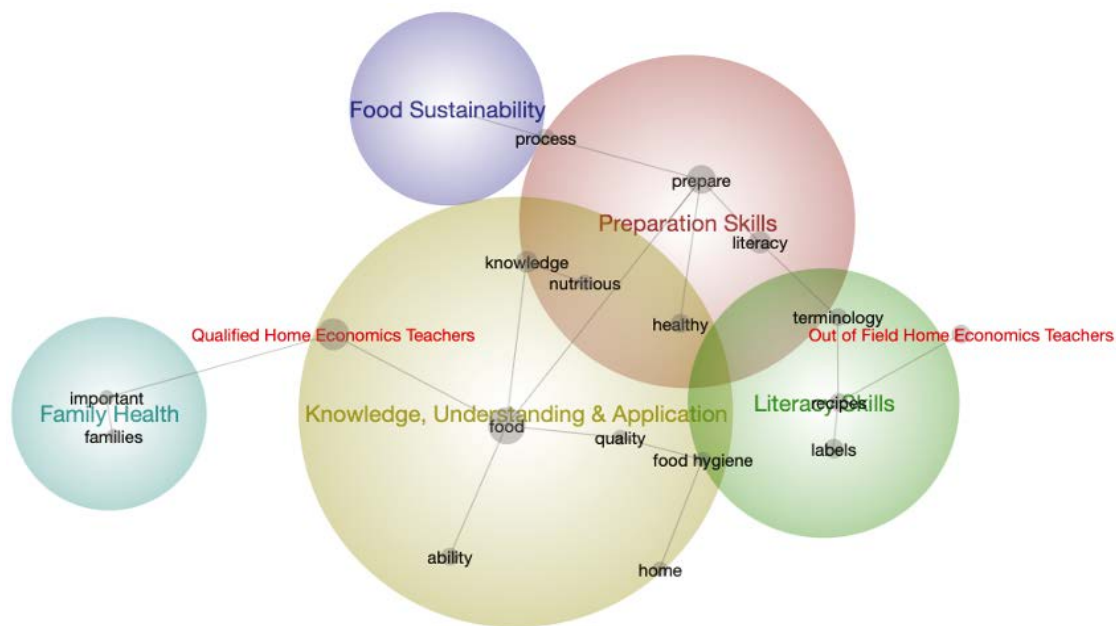 Food Sustainability
process
prepare
Preparation Skills
literacy
knowledge
nutritious
healthy
terminology
Qualified Home Economics Teachers
Out of Field Home Economics Teachers
important
Family Health
families
Knowledge, Understanding & Application
food
quality
food hygiene
Literacy Skills
recipes
labels
ability
home